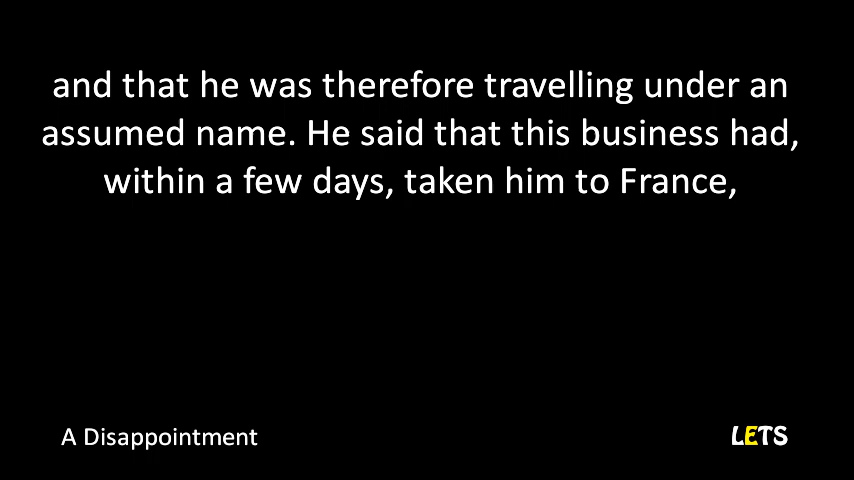 and that he was therefore travelling under an
assumed name. He said that this business had,
within a few days, taken him to France,
A Disappointment
LETS